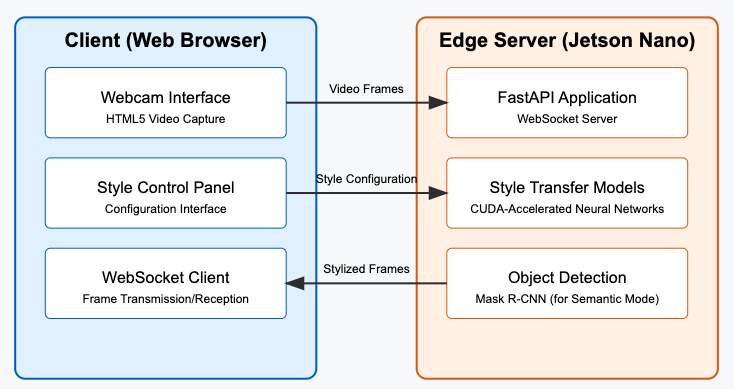 Client (Web Browser)
Edge Server (Jetson Nano)
Webcam Interface
HTML5 Video Capture
Video Frames
FastAPI Application
WebSocket Server
Style Control Panel
Configuration Interface
Style Configuration
Style Transfer Models
CUDA-Accelerated Neural Networks
WebSocket Client
Frame Transmission/Reception
Stylized Frames
Object Detection
Mask R-CNN (for Semantic Mode)